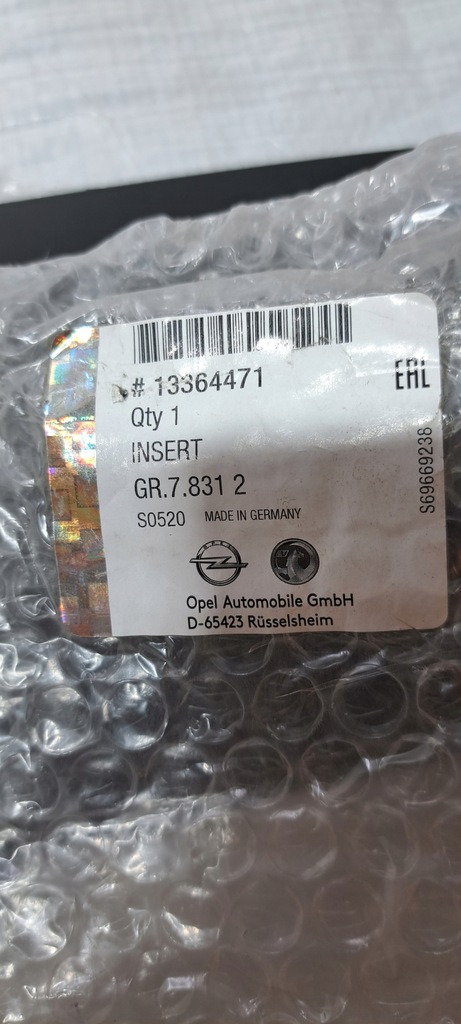 # 13364471
EAC
Qty 1
INSERT
GR.7.831 2
S0520 MADE IN GERMANY
S69669238
OPEL
Opel Automobile GmbH
D-65423 Rüsselsheim